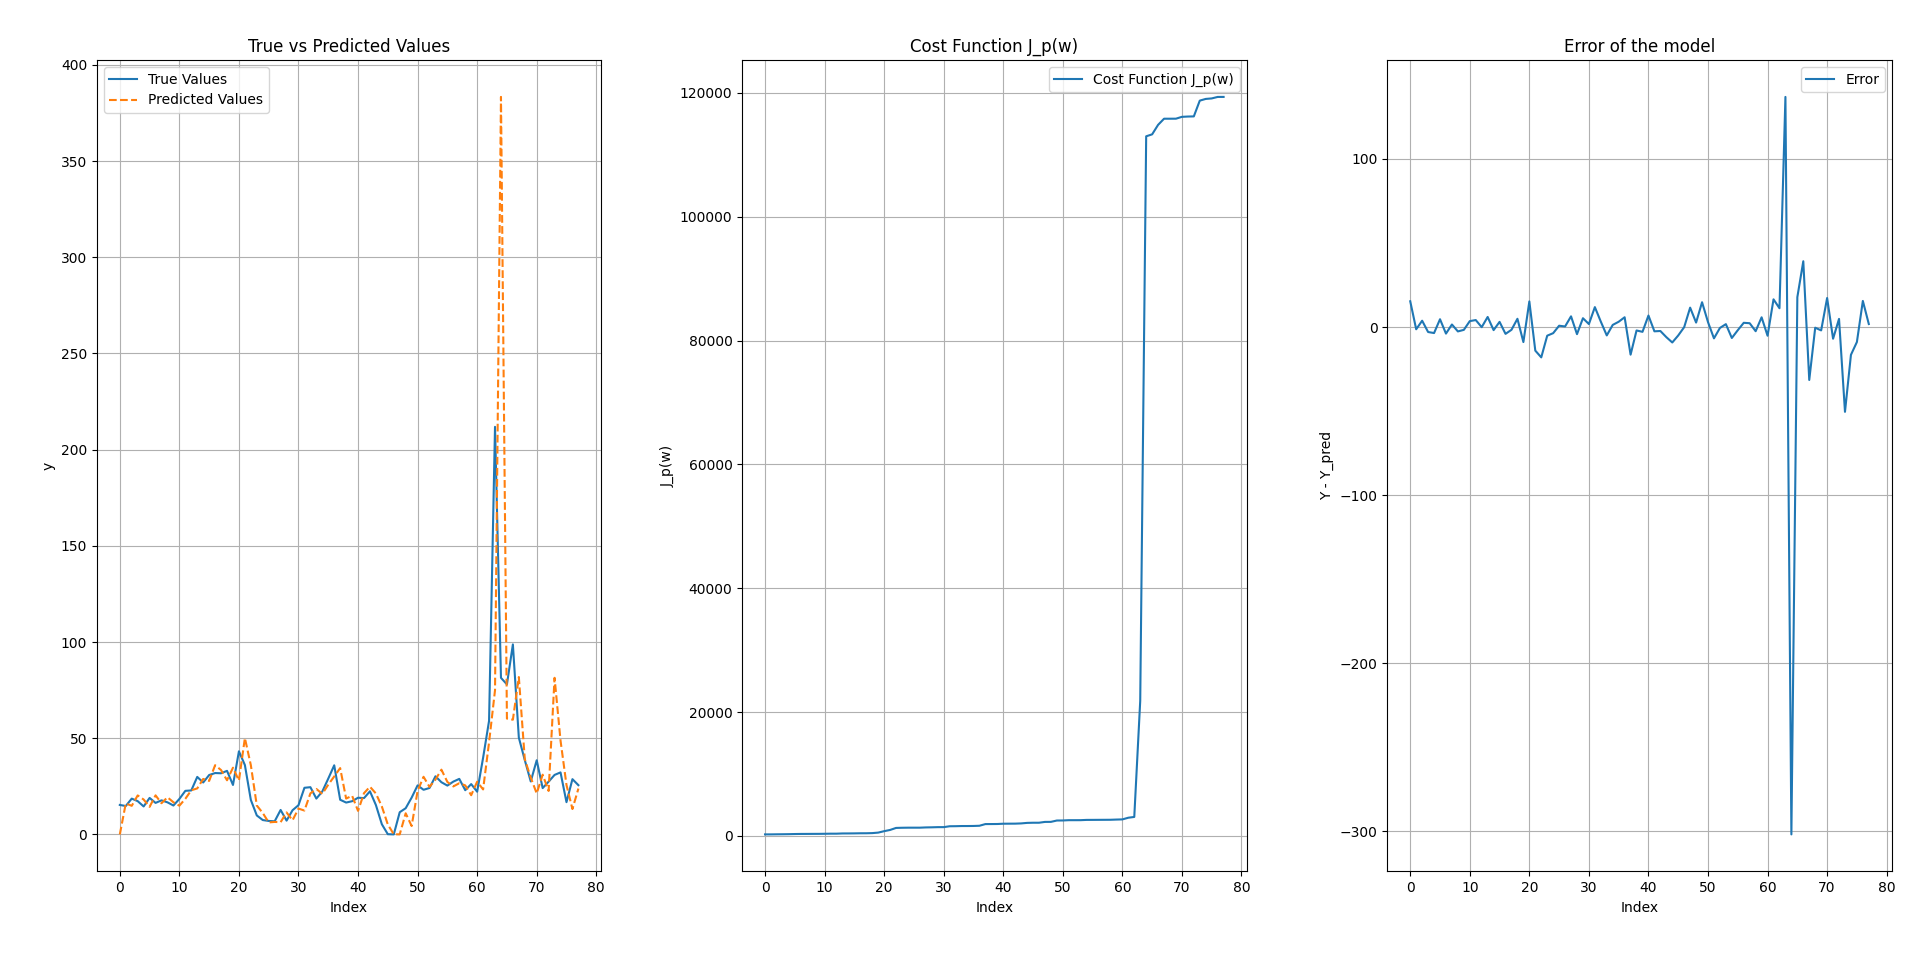 True vs Predicted Values
True Values
Predicted Values
400
350
300
250
200
150
100
50
0
y
0 10 20 30 40 50 60 70 80
Index
Cost Function J_p(w)
Cost Function J_p(w)
120000
100000
80000
60000
40000
20000
0
J_p(w)
0 10 20 30 40 50 60 70 80
Index
Error of the model
Error
100
0
−100
−200
−300
Y - Y_pred
0 10 20 30 40 50 60 70 80
Index